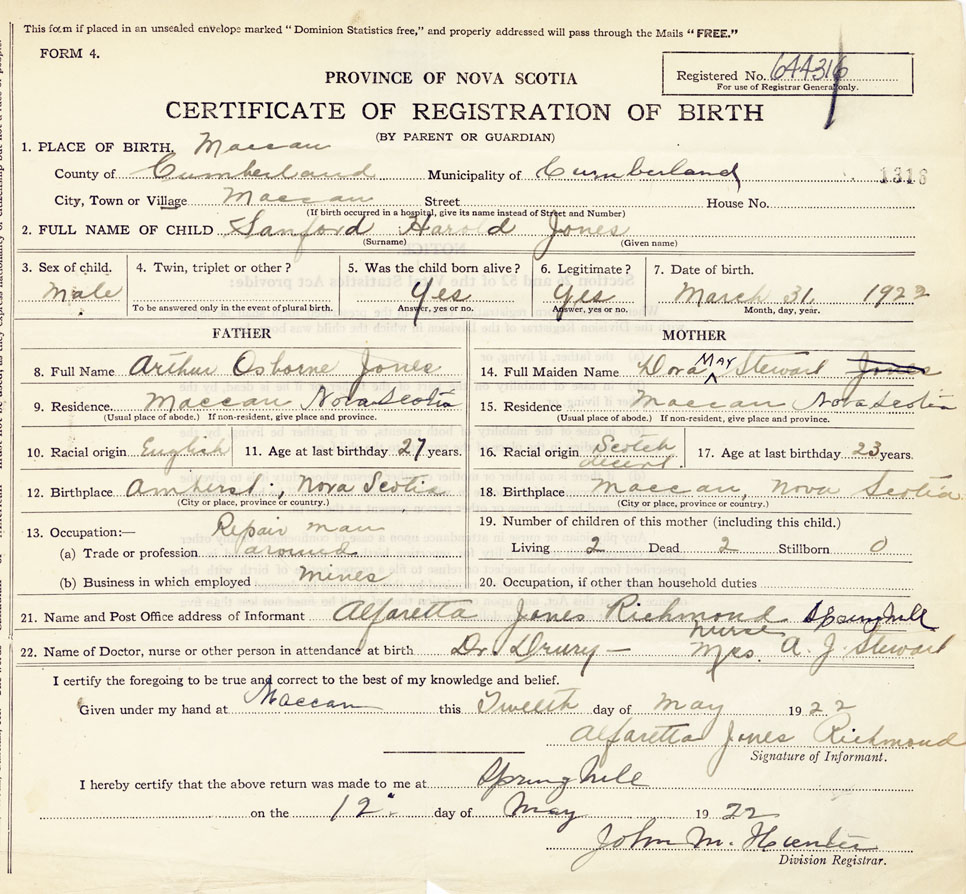 This form if placed in an unsealed envelope marked "Dominion Statistics free," and properly addressed will pass through the Mails "FREE."
FORM 4.
Registered No. 644316
For use of Registrar General only.
PROVINCE OF NOVA SCOTIA
CERTIFICATE OF REGISTRATION OF BIRTH
(BY PARENT OR GUARDIAN)
1. PLACE OF BIRTH, Maccan
County of Cumberland Municipality of Cumberland 1316
City, Town or Village Maccan Street House No.
(If birth occurred in a hospital, give its name instead of Street and Number)
2. FULL NAME OF CHILD Sanford Harold Jones
(Surname) (Given name)
3. Sex of child. 4. Twin, triplet or other? 5. Was the child born alive? 6. Legitimate? 7. Date of birth.
Male Yes Yes March 31 1922
To be answered only in the event of plural birth. Answer, yes or no. Answer, yes or no. Month, day, year.
FATHER MOTHER
8. Full Name Arthur Osborne Jones 14. Full Maiden Name Dora MAY Stewart Jones
9. Residence. Maccan Nova Scotia 15. Residence Maccan Nova Scotia
(Usual place of abode.) If non-resident, give place and province. (Usual place of abode.) If non-resident, give place and province.
10. Racial origin English 11. Age at last birthday 27 years. 16. Racial origin Scotch decent. 17. Age at last birthday 23 years.
12. Birthplace Amherst, Nova Scotia 18. Birthplace Maccan, Nova Scotia
(City or place, province or country.) (City or place, province or country.)
13. Occupation:— Repair man 19. Number of children of this mother (including this child.)
(a) Trade or profession around Living 2 Dead 2 Stillborn 0
(b) Business in which employed mines 20. Occupation, if other than household duties
21. Name and Post Office address of Informant Alfaretta Jones Richmond Springhill
22. Name of Doctor, nurse or other person in attendance at birth Dr. Drury — nurse Mrs. A. J. Stewart
I certify the foregoing to be true and correct to the best of my knowledge and belief.
Given under my hand at Maccan this Twelth day of May 1922
Alfaretta Jones Richmond
Signature of Informant.
I hereby certify that the above return was made to me at Springhill
on the 12 day of May 1922
John M. Hunter
Division Registrar.